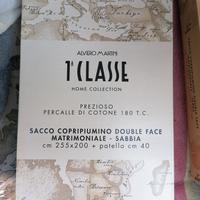 ALVIERO MARTINI
1ª CLASSE
HOME COLLECTION
PREZIOSO
PERCALLE DI COTONE 180 T.C.
SACCO COPRIPIUMINO DOUBLE FACE
MATRIMONIALE - SABBIA
cm 255x200 + patello cm 40